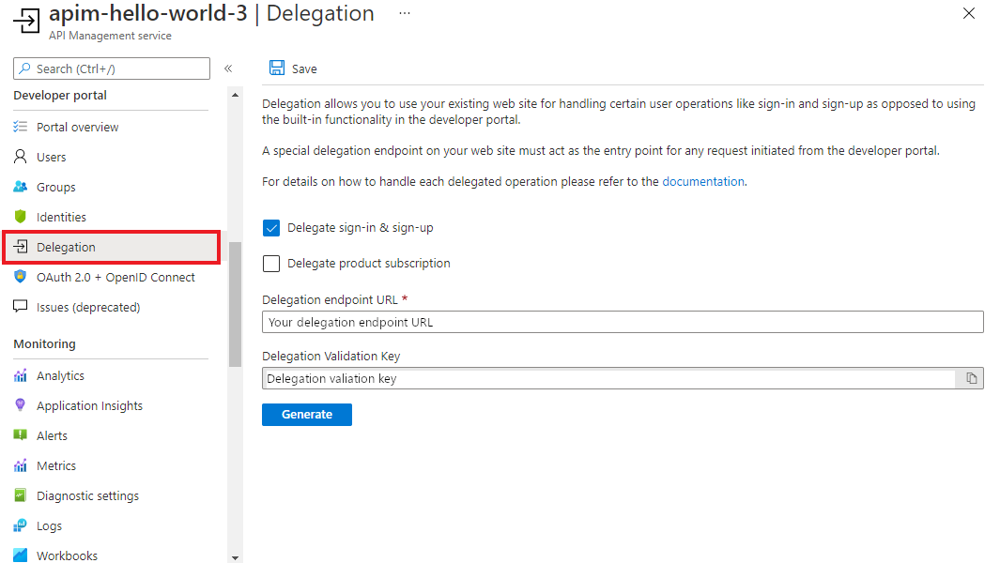 apim-hello-world-3 | Delegation ...
API Management service
Search (Ctrl+/)
«
Developer portal
Portal overview
Users
Groups
Identities
Delegation
OAuth 2.0 + OpenID Connect
Issues (deprecated)
Monitoring
Analytics
Application Insights
Alerts
Metrics
Diagnostic settings
Logs
Workbooks
Save
Delegation allows you to use your existing web site for handling certain user operations like sign-in and sign-up as opposed to using
the built-in functionality in the developer portal.
A special delegation endpoint on your web site must act as the entry point for any request initiated from the developer portal.
For details on how to handle each delegated operation please refer to the documentation.
Delegate sign-in & sign-up
Delegate product subscription
Delegation endpoint URL *
Your delegation endpoint URL
Delegation Validation Key
Delegation valiation key
Generate